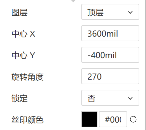 图层 顶层
中心 X 3600mil
中心 Y -400mil
旋转角度 270
锁定 否
丝印颜色 #00(